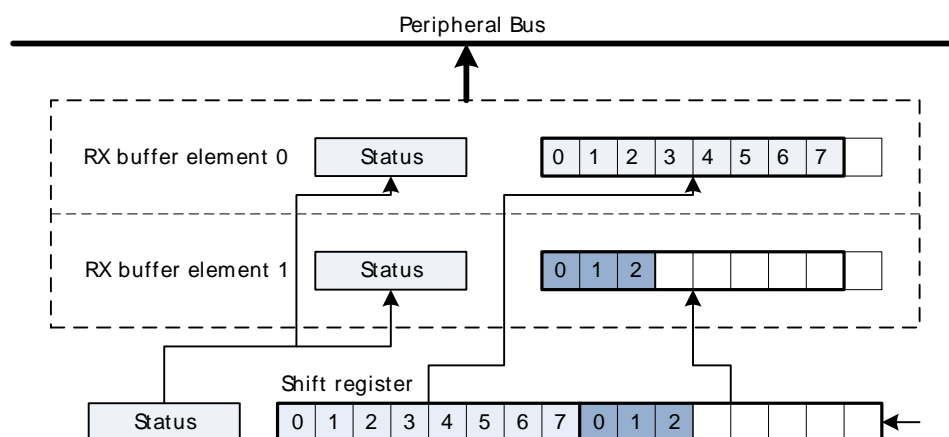 Peripheral Bus
RX buffer element 0 Status 0 1 2 3 4 5 6 7
RX buffer element 1 Status 0 1 2
Shift register
Status 0 1 2 3 4 5 6 7 0 1 2